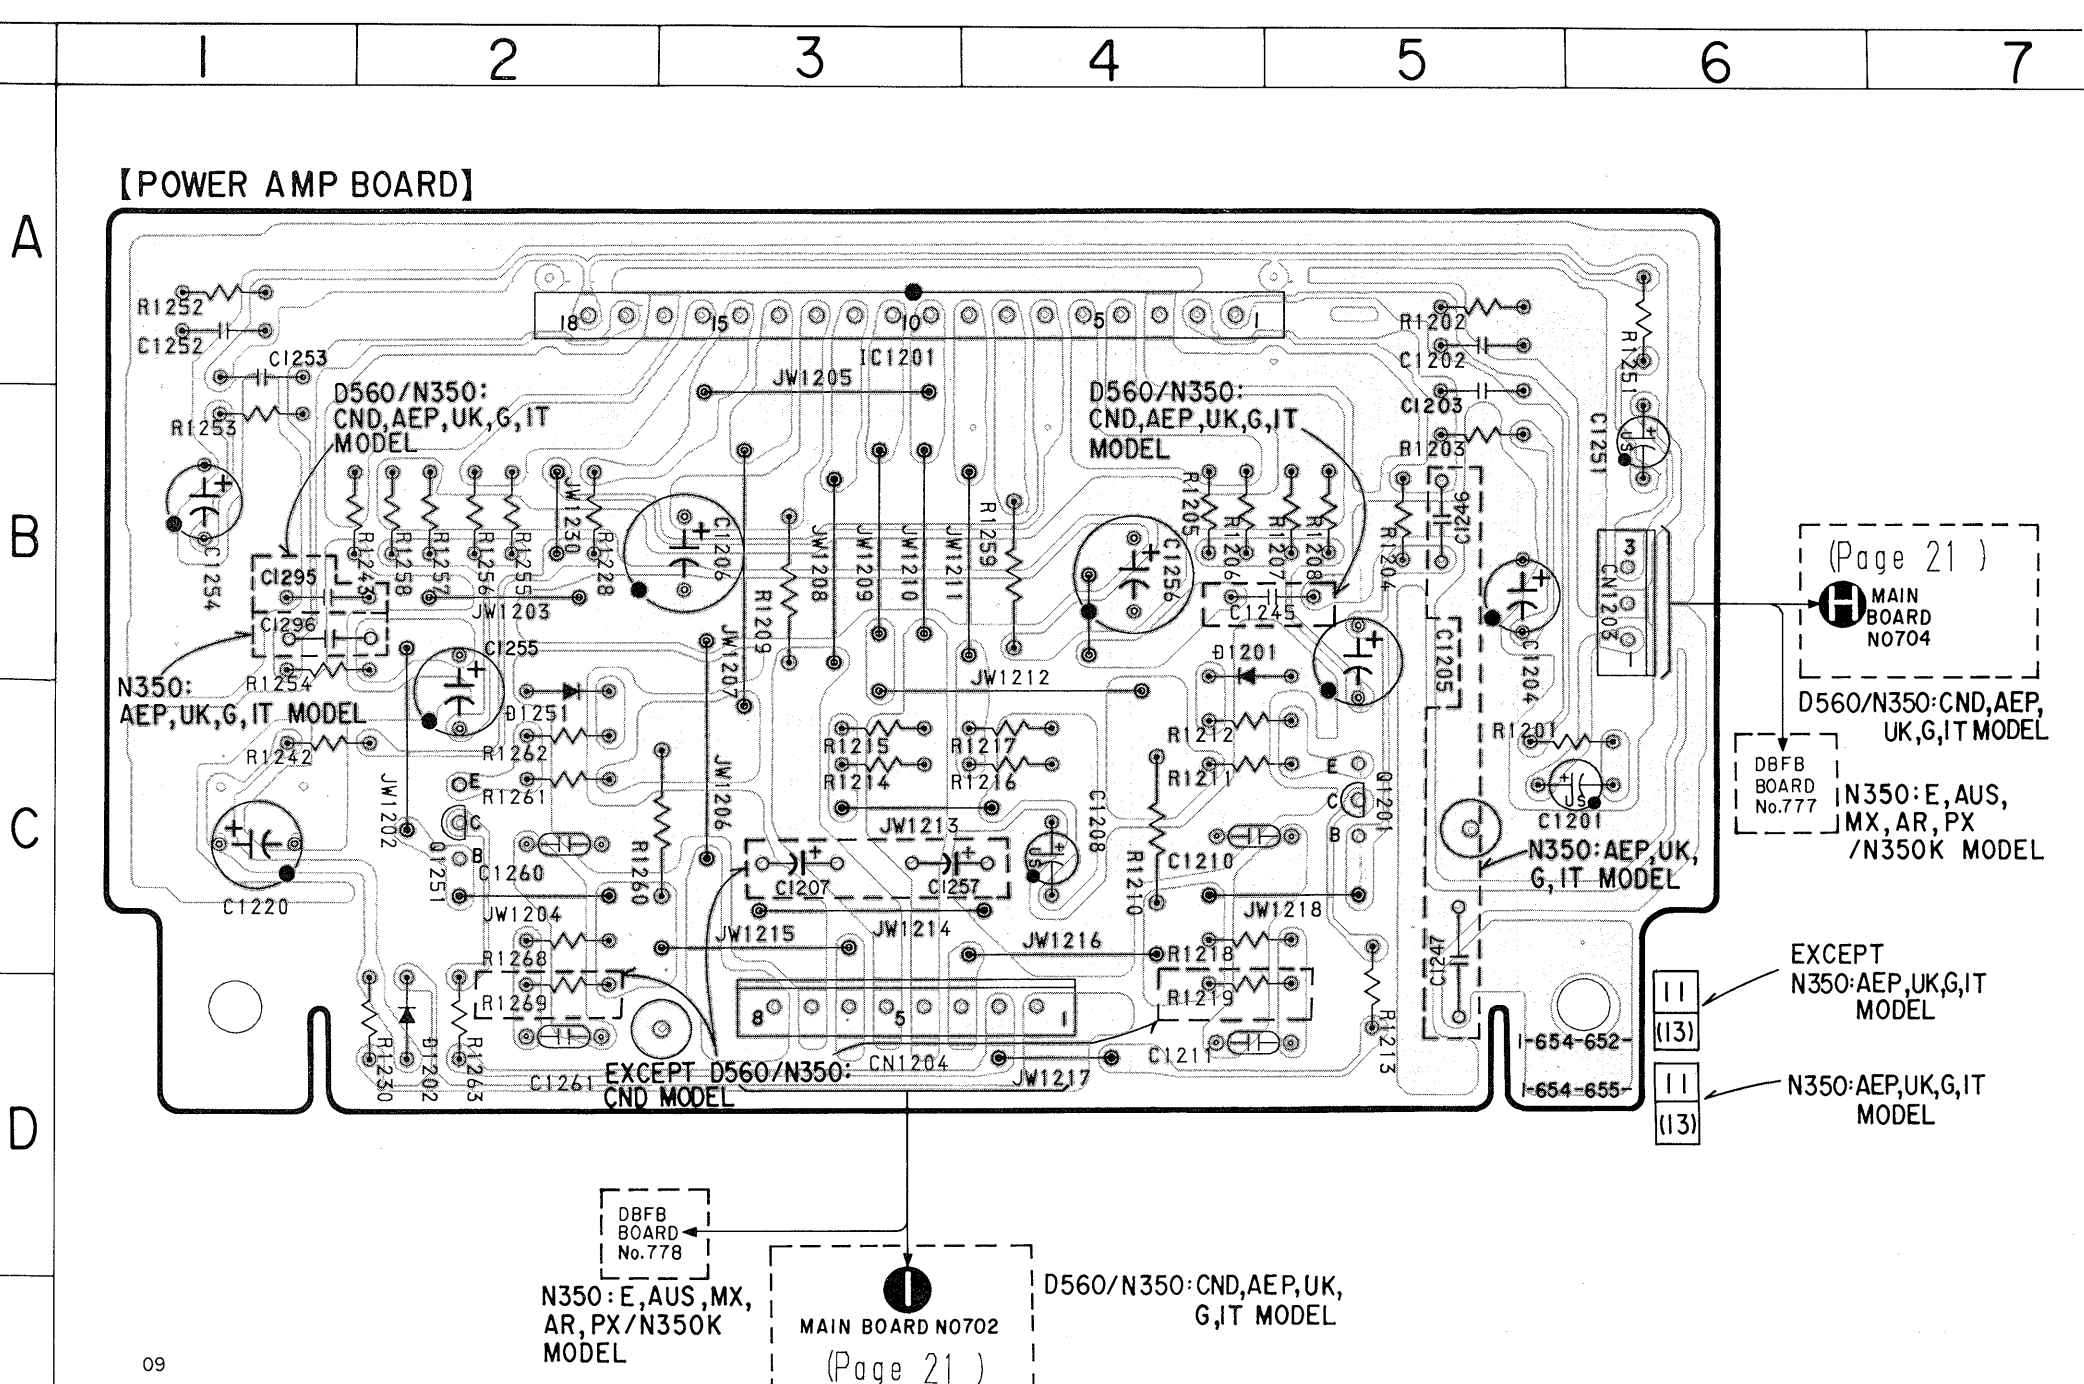 1 2 3 4 5 6 7
A
B
C
D
【POWER AMP BOARD】
R1252
C1252
C1253
R1253
18 15 10 5 1
IC1201
JW1205
R1202
C1202
C1203
R1203
R1251
C1251
US
D560/N350:
CND,AEP,UK,G,IT
MODEL
D560/N350:
CND,AEP,UK,G,IT
MODEL
C1254
C1295
C1296
R1243
R1258
R1257
R1256
R1255
JW1230
R1228
JW1203
C1206
R1209
JW1208
JW1209
JW1210
JW1211
R1259
C1256
R1205
R1206
R1207
R1208
R1204
C1246
C1245
C1205
C1204
CN1203
3
1
(Page 21 )
H MAIN
BOARD
NO704
D560/N350:CND,AEP,
UK,G,IT MODEL
N350:
AEP,UK,G,IT MODEL
R1254
R1242
C1255
D1251
R1262
R1261
JW1207
JW1206
JW1212
D1201
R1212
R1211
R1215
R1214
R1217
R1216
R1201
C1201
US
DBFB
BOARD
No.777
N350:E,AUS,
MX,AR,PX
/N350K MODEL
C1220
JW1202
E
C
B
Q1251
C1260
JW1204
R1260
JW1213
C1207
C1257
C1208
US
R1210
C1210
E
C
B
Q1201
JW1218
N350:AEP,UK,
G,IT MODEL
JW1215
JW1214
JW1216
R1268
R1269
R1218
R1219
C1247
R1213
R1230
D1202
R1263
C1261
8 5 1
CN1204
JW1217
C1211
EXCEPT D560/N350:
CND MODEL
1-654-652-
11
(13)
EXCEPT
N350:AEP,UK,G,IT
MODEL
1-654-655-
11
(13)
N350:AEP,UK,G,IT
MODEL
DBFB
BOARD
No.778
N350:E,AUS,MX,
AR,PX/N350K
MODEL
I
MAIN BOARD NO702
(Page 21 )
D560/N350:CND,AEP,UK,
G,IT MODEL
09